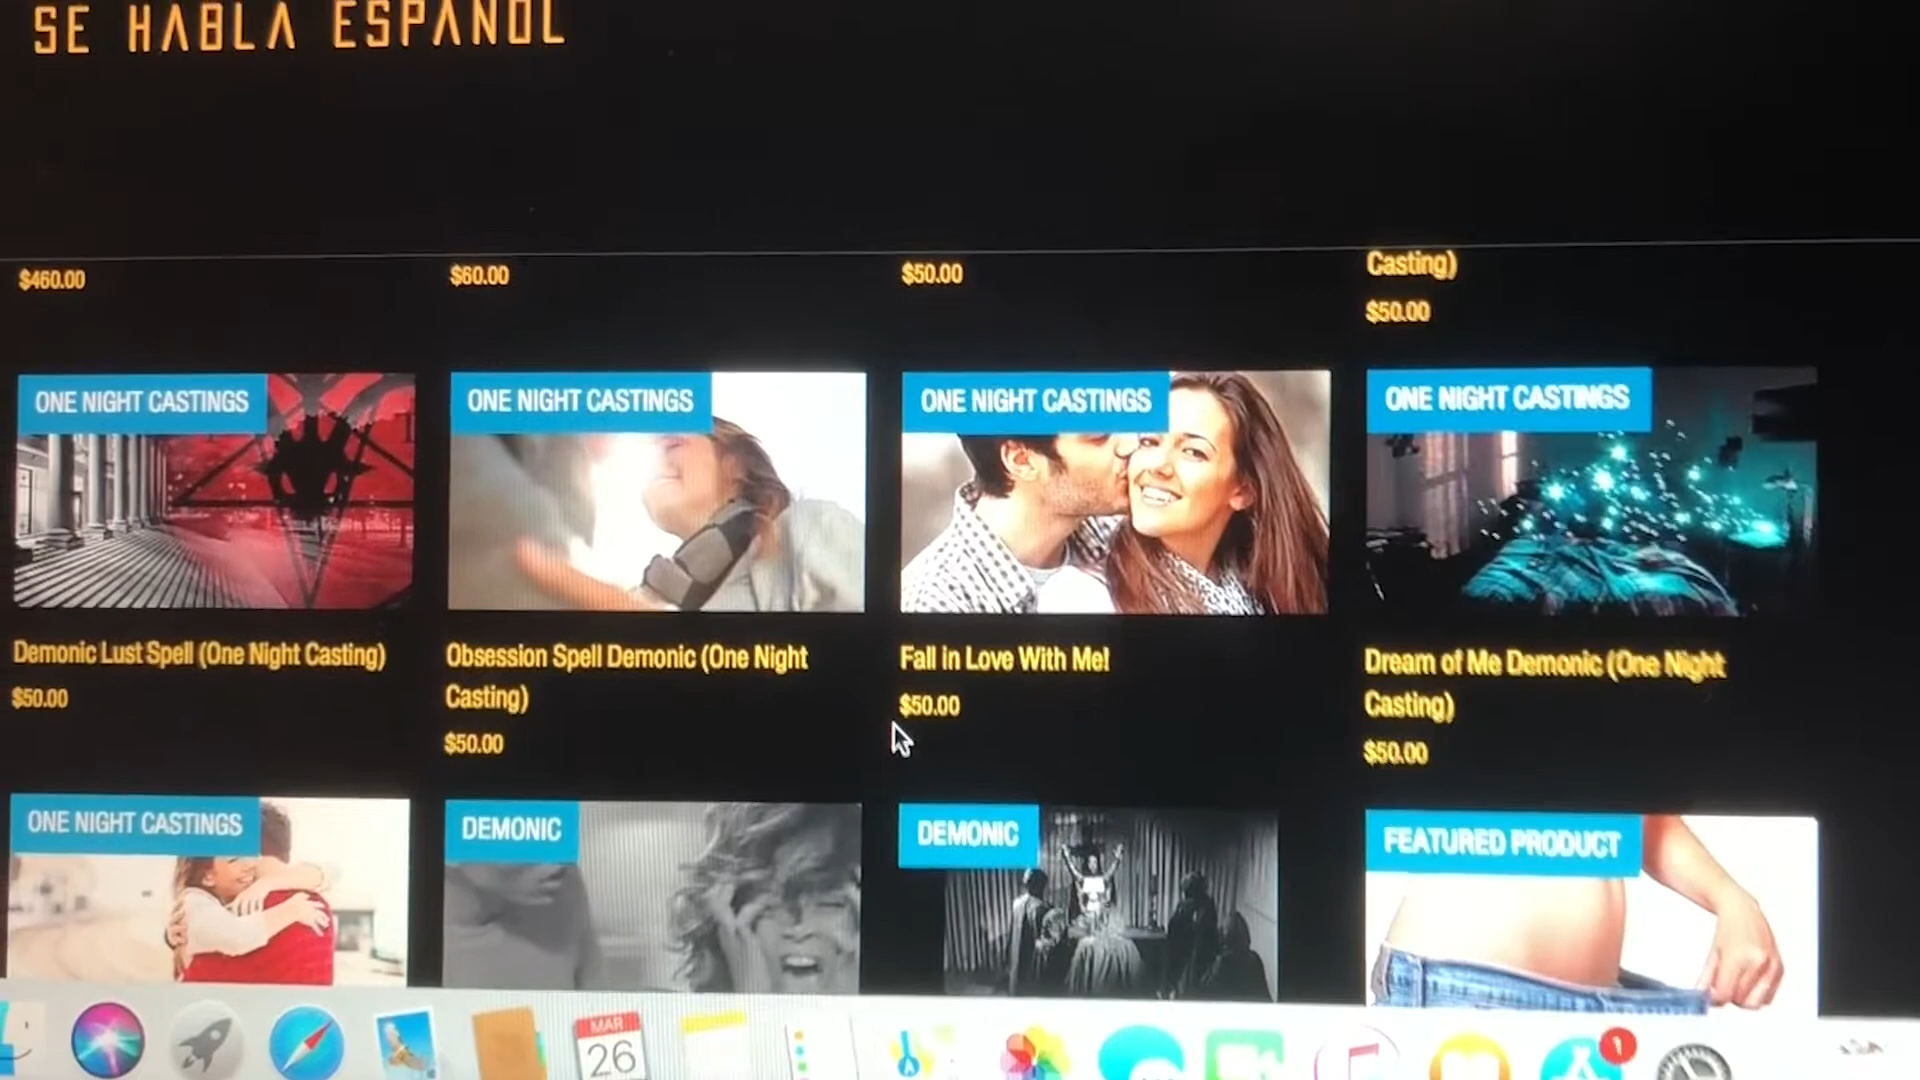 SE HABLA ESPANOL
$460.00
$60.00
$50.00
Casting)
$50.00
ONE NIGHT CASTINGS
ONE NIGHT CASTINGS
ONE NIGHT CASTINGS
ONE NIGHT CASTINGS
Demonic Lust Spell (One Night Casting)
$50.00
Obsession Spell Demonic (One Night
Casting)
$50.00
Fall in Love With Me!
$50.00
Dream of Me Demonic (One Night
Casting)
$50.00
ONE NIGHT CASTINGS
DEMONIC
DEMONIC
FEATURED PRODUCT
MAR
26
1